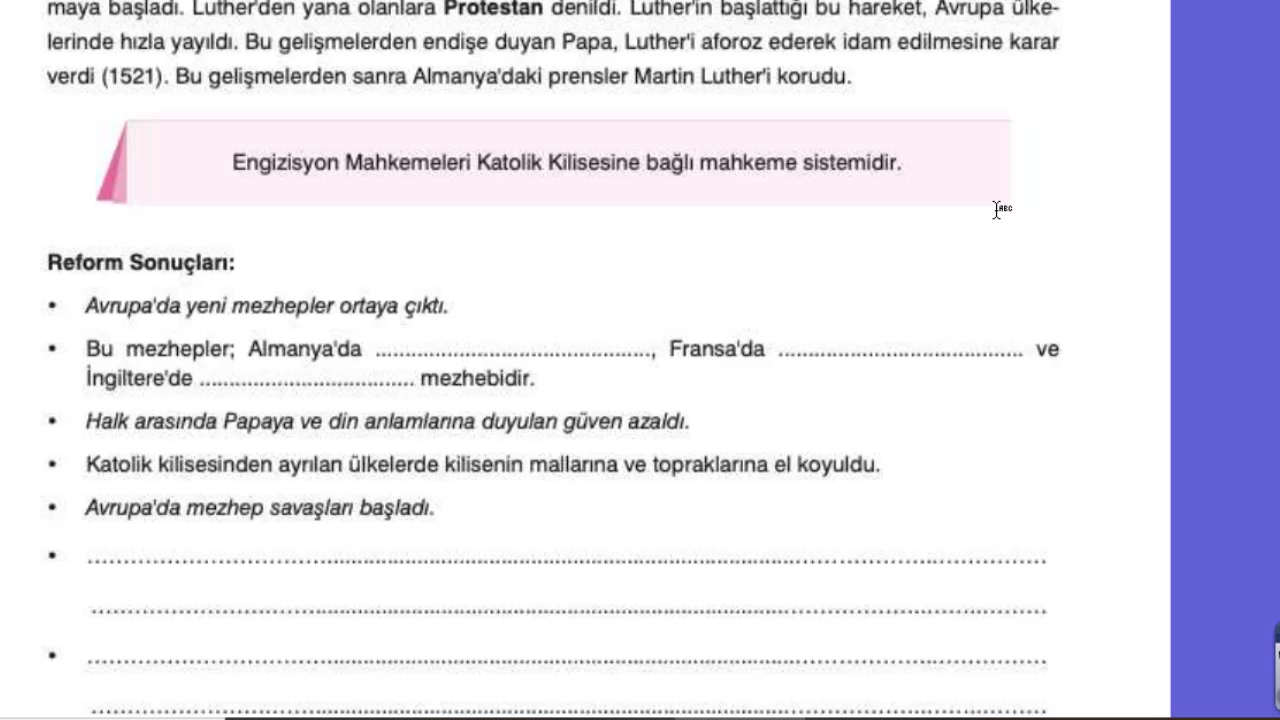 maya başladı. Luther'den yana olanlara Protestan denildi. Luther'in başlattığı bu hareket, Avrupa ülke-
lerinde hızla yayıldı. Bu gelişmelerden endişe duyan Papa, Luther'i aforoz ederek idam edilmesine karar
verdi (1521). Bu gelişmelerden sanra Almanya'daki prensler Martin Luther'i korudu.
Engizisyon Mahkemeleri Katolik Kilisesine bağlı mahkeme sistemidir.
ABC
Reform Sonuçları:
• Avrupa'da yeni mezhepler ortaya çıktı.
• Bu mezhepler; Almanya'da ................................................, Fransa'da .......................................... ve
İngiltere'de ..................................... mezhebidir.
• Halk arasında Papaya ve din anlamlarına duyulan güven azaldı.
• Katolik kilisesinden ayrılan ülkelerde kilisenin mallarına ve topraklarına el koyuldu.
• Avrupa'da mezhep savaşları başladı.